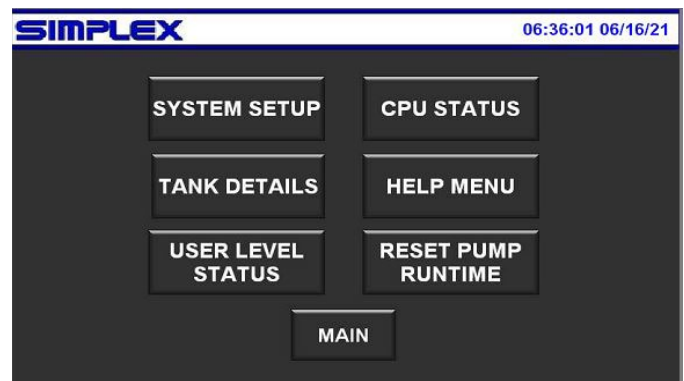 SIMPLEX
06:36:01 06/16/21
SYSTEM SETUP
CPU STATUS
TANK DETAILS
HELP MENU
USER LEVEL
STATUS
RESET PUMP
RUNTIME
MAIN